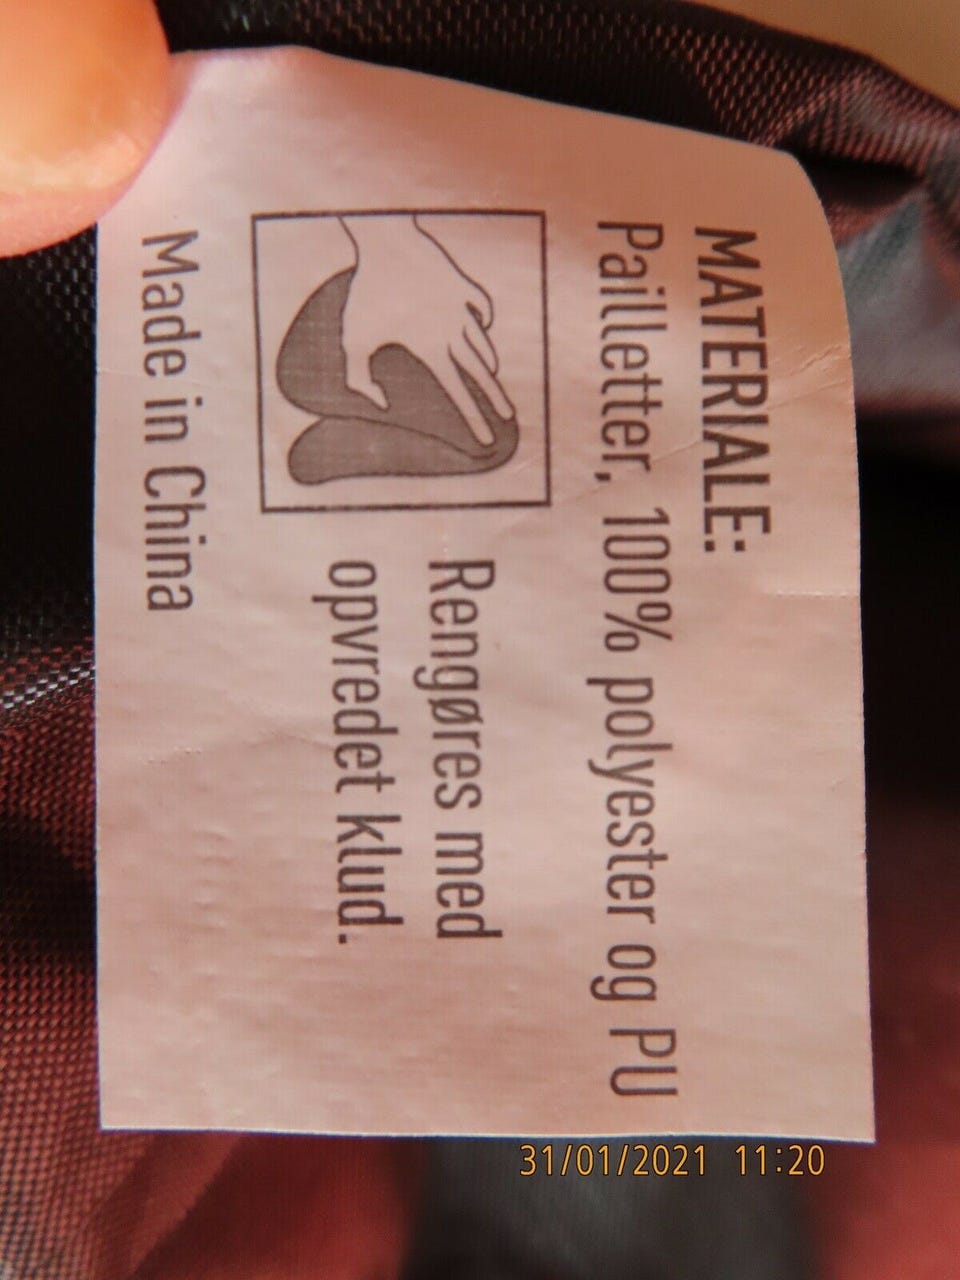 MATERIALE:
Pailletter, 100% polyester og PU
Rengøres med
opvredet klud.
Made in China
31/01/2021 11:20